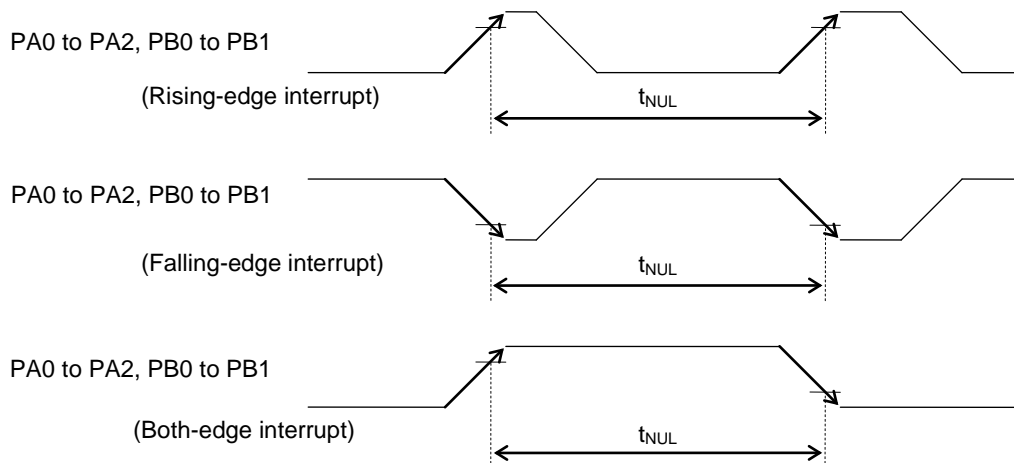 PA0 to PA2, PB0 to PB1
(Rising-edge interrupt)
tNUL
PA0 to PA2, PB0 to PB1
(Falling-edge interrupt)
tNUL
PA0 to PA2, PB0 to PB1
(Both-edge interrupt)
tNUL